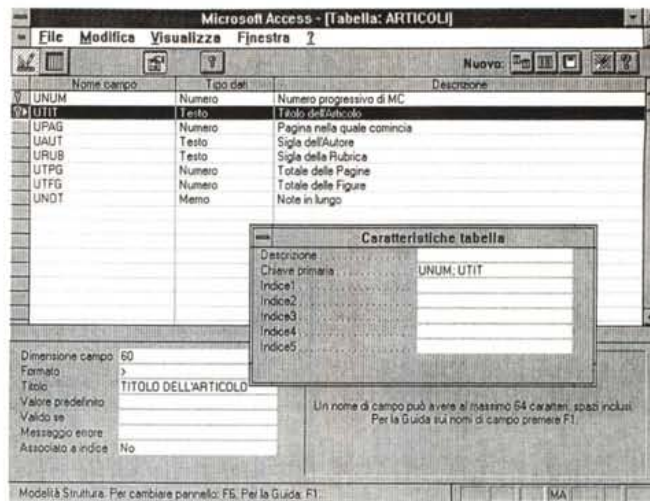 Microsoft Access - [Tabella: ARTICOLI]
File Modifica Visualizza Finestra ?
Nuovo:
Nome campo Tipo dati Descrizione
UNUM Numero Numero progressivo di MC
UTIT Testo Titolo dell'Articolo
UPAG Numero Pagina nella quale comincia
UAUT Testo Sigla dell'Autore
URUB Testo Sigla della Rubrica
UTPG Numero Totale delle Pagine
UTFG Numero Totale delle Figure
UNOT Memo Note in lungo
Caratteristiche tabella
Descrizione
Chieve primaria UNUM; UTIT
Indice1
Indice2
Indice3
Indice4
Indice5
Dimensione campo 60
Formato >
Titolo TITOLO DELL'ARTICOLO
Valore predefinito
Valido se
Messaggio errore
Associato a indice No
Un nome di campo può avere al massimo 64 caratteri, spazi inclusi.
Per la Guida sui nomi di campo premere F1.
Modalità Struttura. Per cambiare pannello: F6. Per la Guida: F1. MA